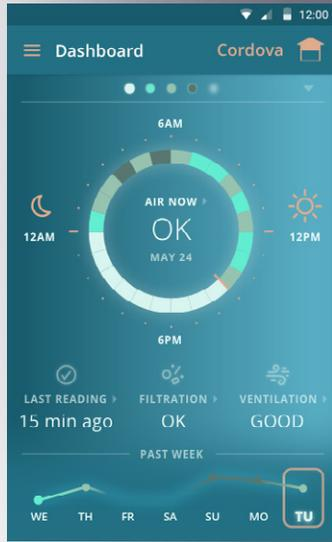 12:00
Dashboard Cordova
6AM
AIR NOW
OK
12AM 12PM
MAY 24
6PM
LAST READING FILTRATION VENTILATION
15 min ago OK GOOD
PAST WEEK
WE TH FR SA SU MO TU